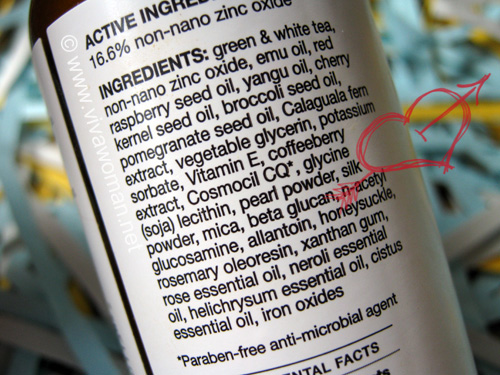 ACTIVE INGREDI
16.6% non-nano zinc oxide
INGREDIENTS: green & white tea,
non-nano zinc oxide, emu oil, red
raspberry seed oil, yangu oil, cherry
kernel seed oil, broccoli seed oil,
pomegranate seed oil, Calaguala fern
extract, vegetable glycerin, potassium
sorbate, Vitamin E, coffeeberry
extract, Cosmocil CQ*, glycine
(soja) lecithin, pearl powder, silk
powder, mica, beta glucan, n-acetyl
glucosamine, allantoin, honeysuckle,
rosemary oleoresin, xanthan gum,
rose essential oil, neroli essential
oil, helichrysum essential oil, cistus
essential oil, iron oxides
*Paraben-free anti-microbial agent
ENTAL FACTS
© www.vivawoman.net